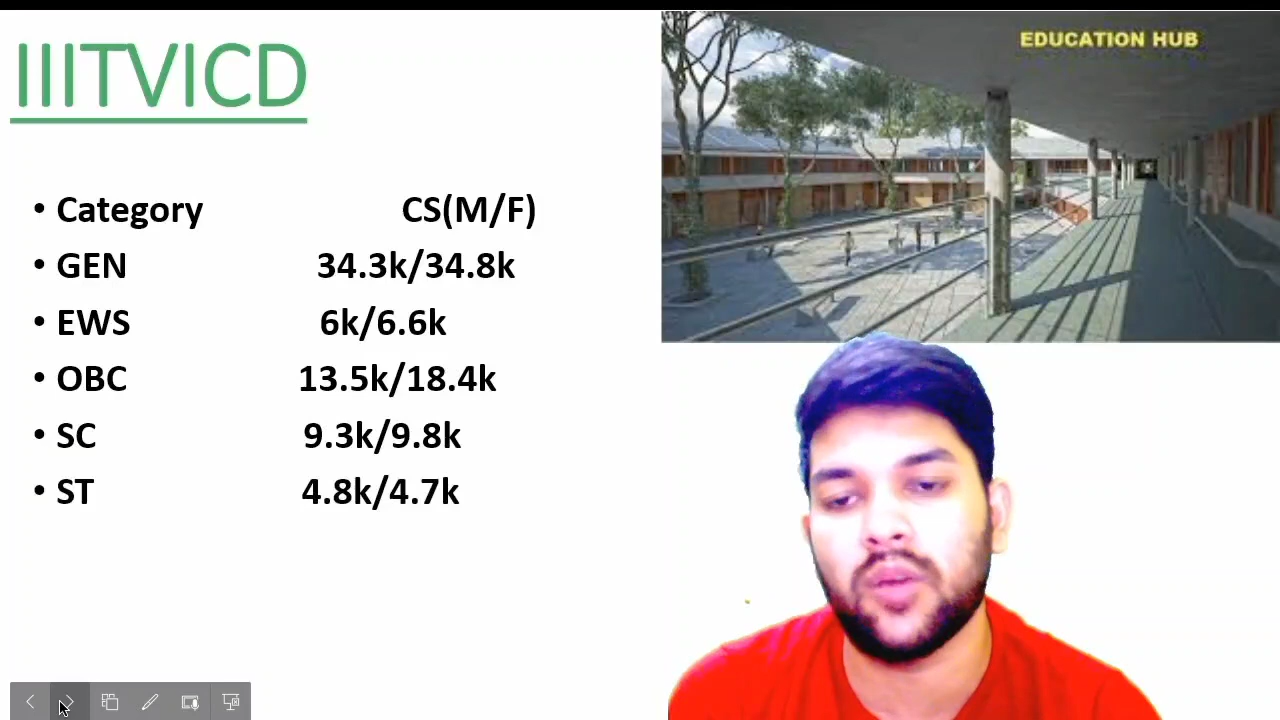 IIITVICD
EDUCATION HUB
• Category CS(M/F)
• GEN 34.3k/34.8k
• EWS 6k/6.6k
• OBC 13.5k/18.4k
• SC 9.3k/9.8k
• ST 4.8k/4.7k